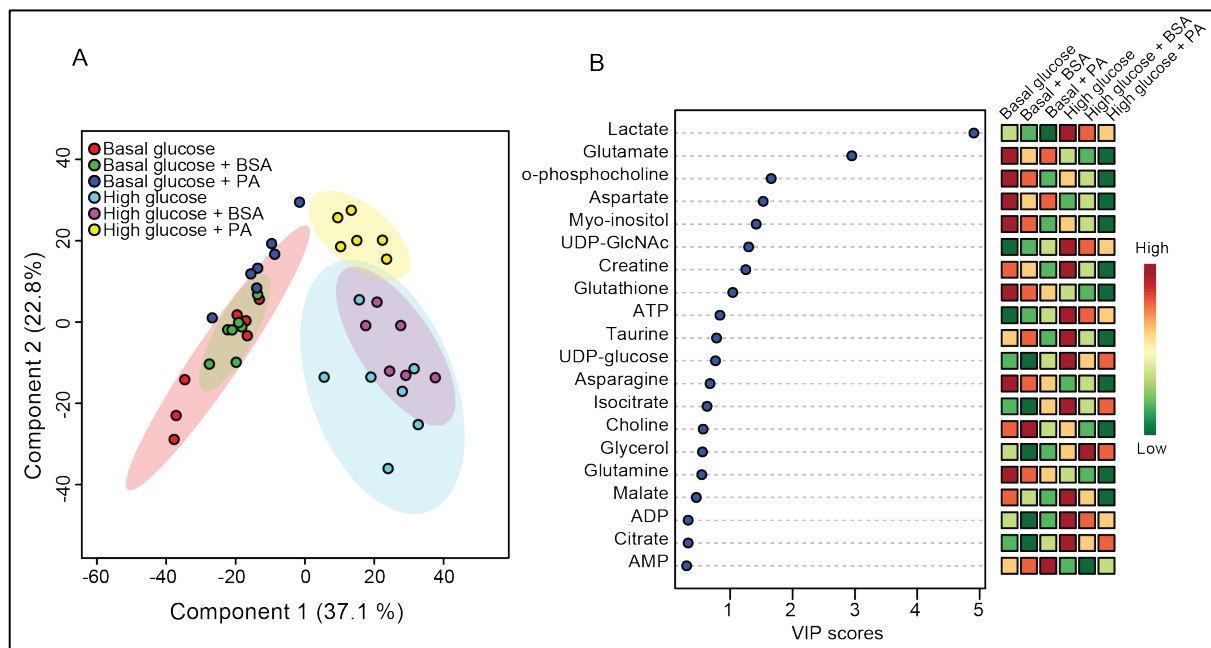 A
Basal glucose
Basal glucose + BSA
Basal glucose + PA
High glucose
High glucose + BSA
High glucose + PA
40
20
0
-20
-40
Component 2 (22.8%)
-60
-40
-20
0
20
40
Component 1 (37.1 %)
B
Basal glucose
Basal + BSA
Basal + PA
High glucose
High glucose + BSA
High glucose + PA
Lactate
Glutamate
o-phosphocholine
Aspartate
Myo-inositol
UDP-GlcNAc
Creatine
Glutathione
ATP
Taurine
UDP-glucose
Asparagine
Isocitrate
Choline
Glycerol
Glutamine
Malate
ADP
Citrate
AMP
1
2
3
4
5
VIP scores
High
Low